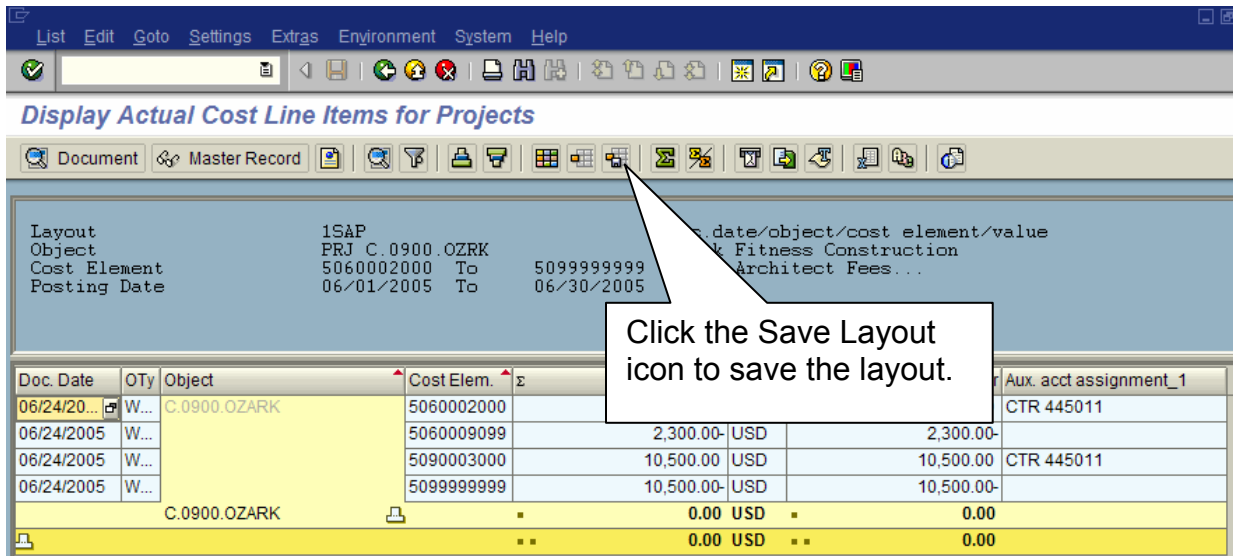 List Edit Goto Settings Extras Environment System Help
Display Actual Cost Line Items for Projects
Document Master Record
Layout 1SAP .date/object/cost element/value
Object PRJ C.0900.OZRK Fitness Construction
Cost Element 5060002000 To 5099999999 Architect Fees...
Posting Date 06/01/2005 To 06/30/2005
Click the Save Layout
icon to save the layout.
Doc. Date OTy Object Cost Elem. Σ Aux. acct assignment_1
06/24/20... W... C.0900.OZARK 5060002000 CTR 445011
06/24/2005 W... 5060009099 2,300.00- USD 2,300.00-
06/24/2005 W... 5090003000 10,500.00 USD 10,500.00 CTR 445011
06/24/2005 W... 5099999999 10,500.00- USD 10,500.00-
C.0900.OZARK 0.00 USD 0.00
0.00 USD 0.00